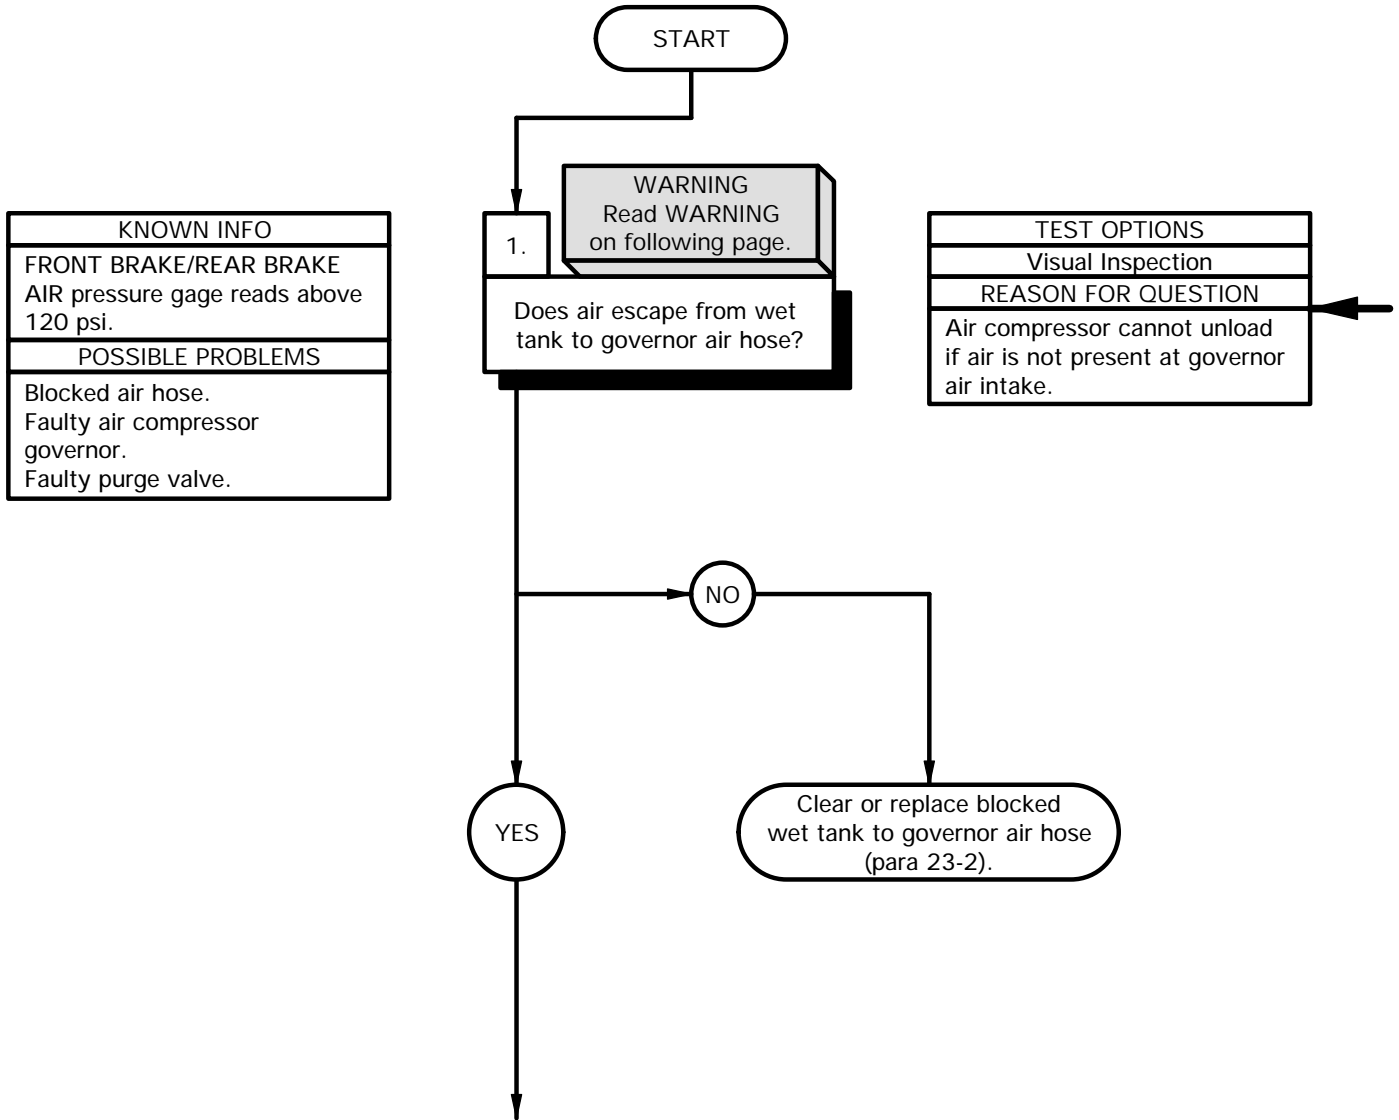 START
WARNING
Read WARNING
on following page.
1.
Does air escape from wet
tank to governor air hose?
KNOWN INFO
FRONT BRAKE/REAR BRAKE
AIR pressure gage reads above
120 psi.
POSSIBLE PROBLEMS
Blocked air hose.
Faulty air compressor
governor.
Faulty purge valve.
TEST OPTIONS
Visual Inspection
REASON FOR QUESTION
Air compressor cannot unload
if air is not present at governor
air intake.
NO
YES
Clear or replace blocked
wet tank to governor air hose
(para 23-2).